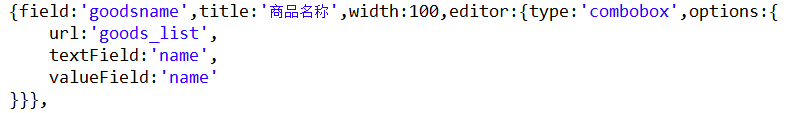 {field:'goodsname',title:'商品名称',width:100,editor:{type:'combobox',options:{
    url:'goods_list',
    textField:'name',
    valueField:'name'
}}},